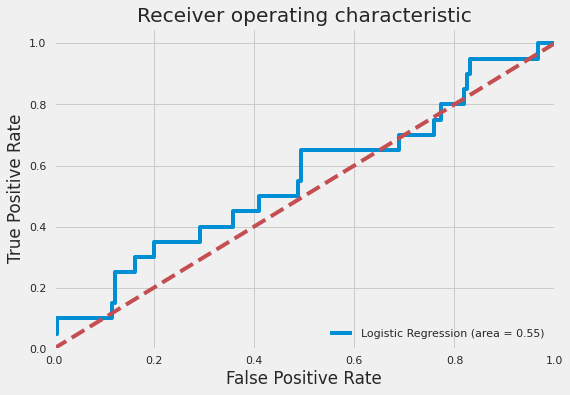 Receiver operating characteristic
1.0
0.8
0.6
0.4
0.2
0.0
True Positive Rate
Logistic Regression (area = 0.55)
0.0 0.2 0.4 0.6 0.8 1.0
False Positive Rate